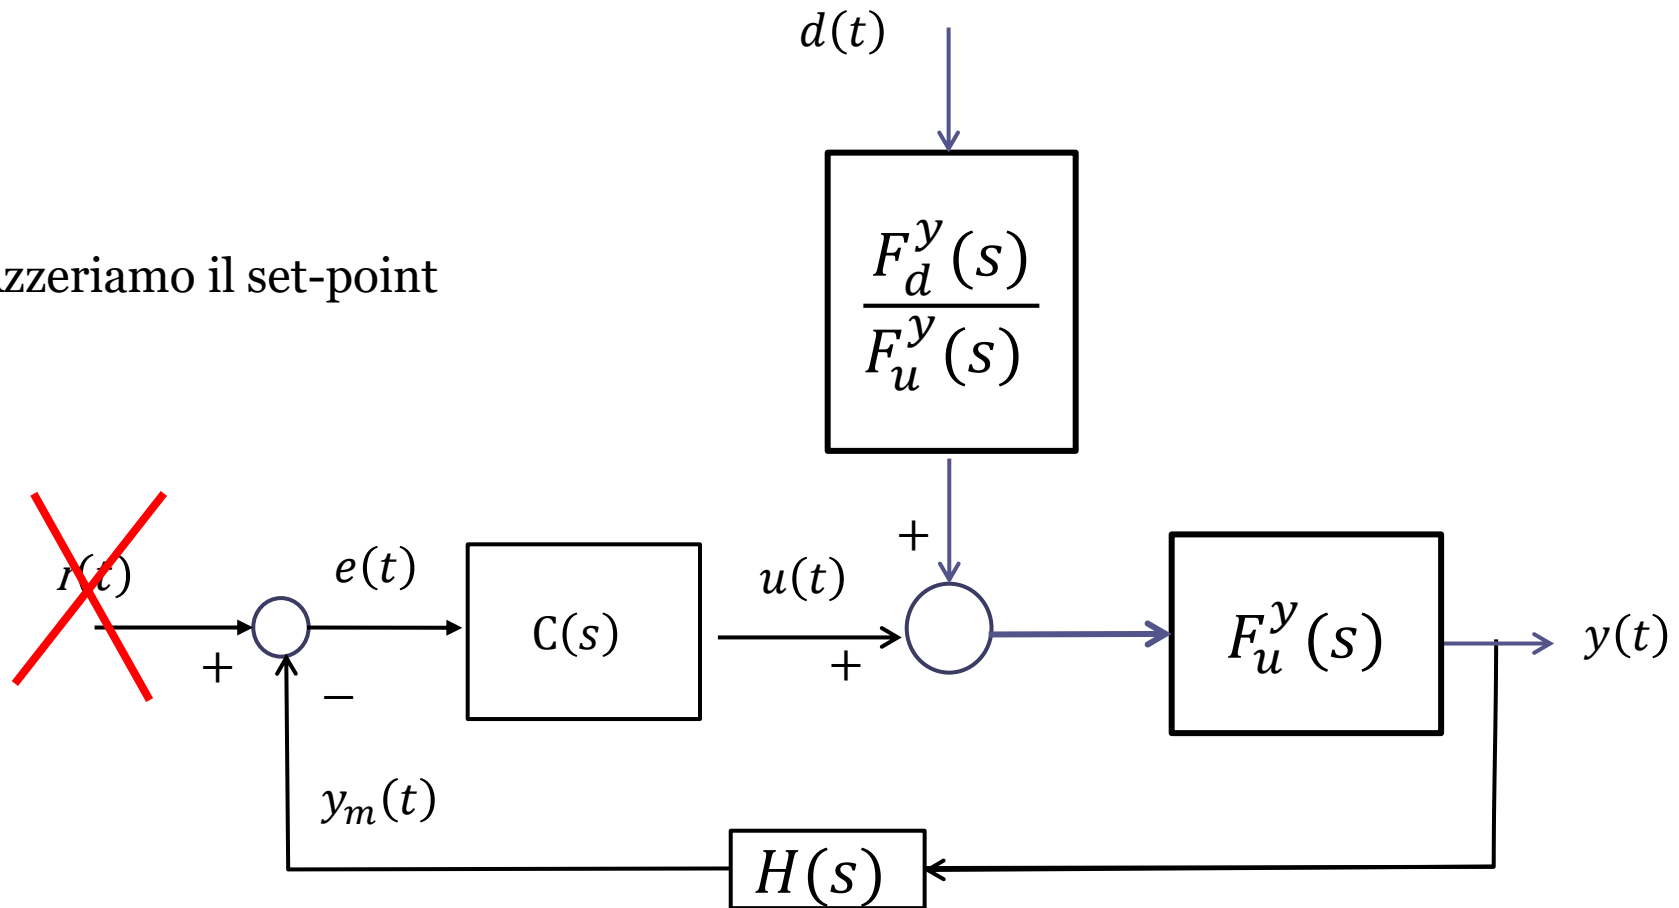 d(t)
F_d^y(s)
F_u^y(s)
zzeriamo il set-point
r(t)
e(t)
C(s)
u(t)
+
F_u^y(s)
y(t)
+
−
+
y_m(t)
H(s)